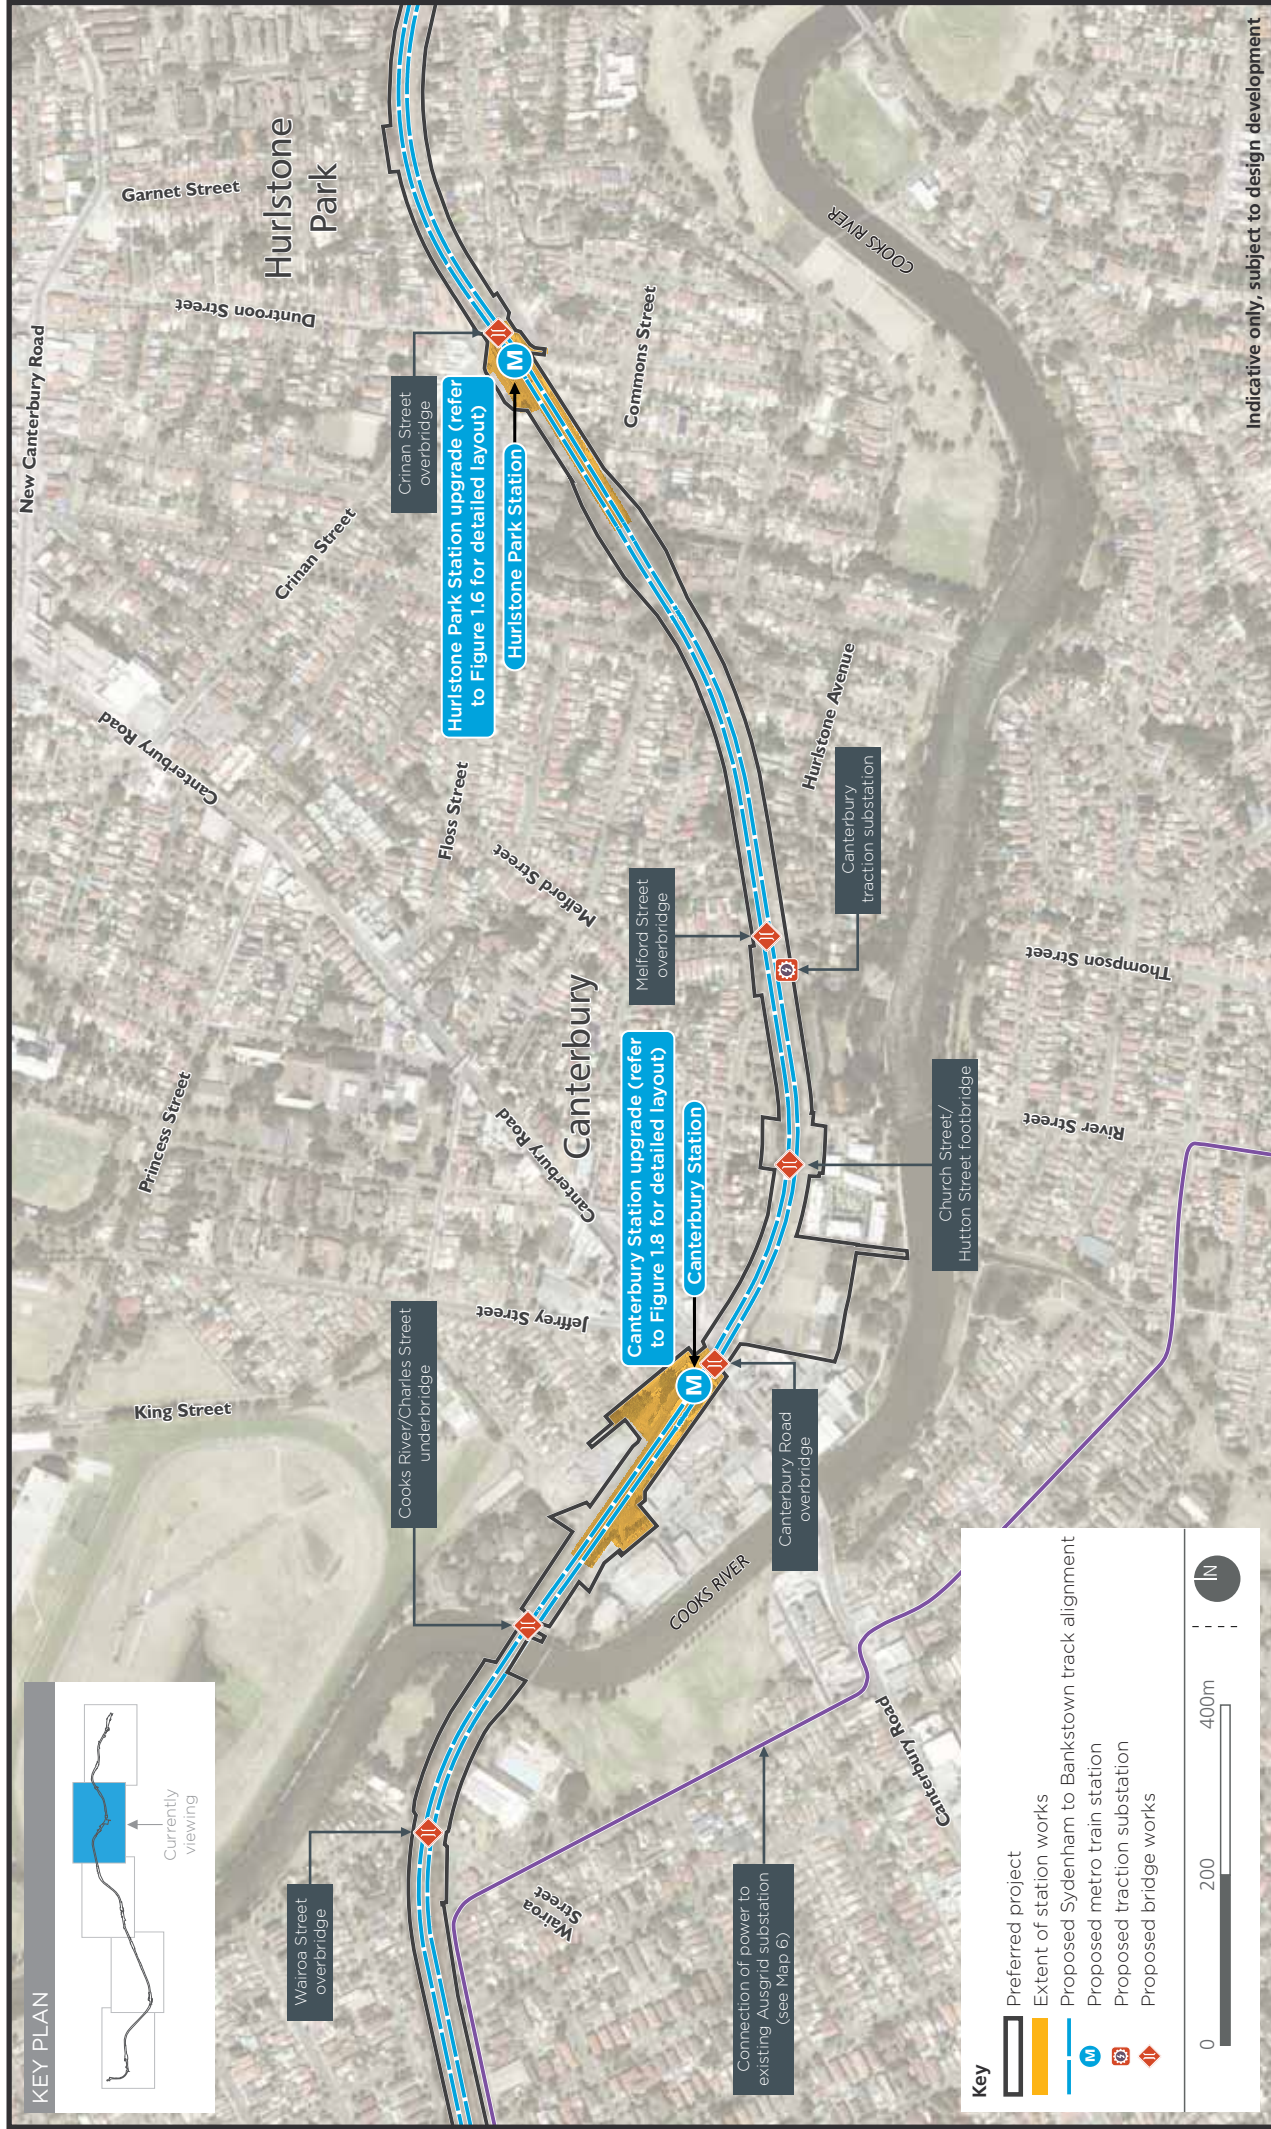 KEY PLAN
Currently
viewing
New Canterbury Road
Garnet Street
Hurlstone
Park
Duntroon Street
Canterbury Road
Crinan Street
Princess Street
King Street
Wairoa Street
overbridge
Cooks River/Charles Street
underbridge
Jeffrey Street
Canterbury Road
Canterbury
Floss Street
Melford Street
Crinan Street
overbridge
Hurlstone Park Station upgrade (refer
to Figure 1.6 for detailed layout)
Hurlstone Park Station
M
Commons Street
Canterbury Station upgrade (refer
to Figure 1.8 for detailed layout)
Canterbury Station
M
Melford Street
overbridge
Hurlstone Avenue
Canterbury
traction substation
COOKS RIVER
Wairoa
Street
COOKS RIVER
Canterbury Road
overbridge
Church Street/
Hutton Street footbridge
Thompson Street
River Street
Canterbury Road
Connection of power to
existing Ausgrid substation
(see Map 6)
Key
Preferred project
Extent of station works
Proposed Sydenham to Bankstown track alignment
M
Proposed metro train station
Proposed traction substation
Proposed bridge works
0
200
400m
N
Indicative only, subject to design development